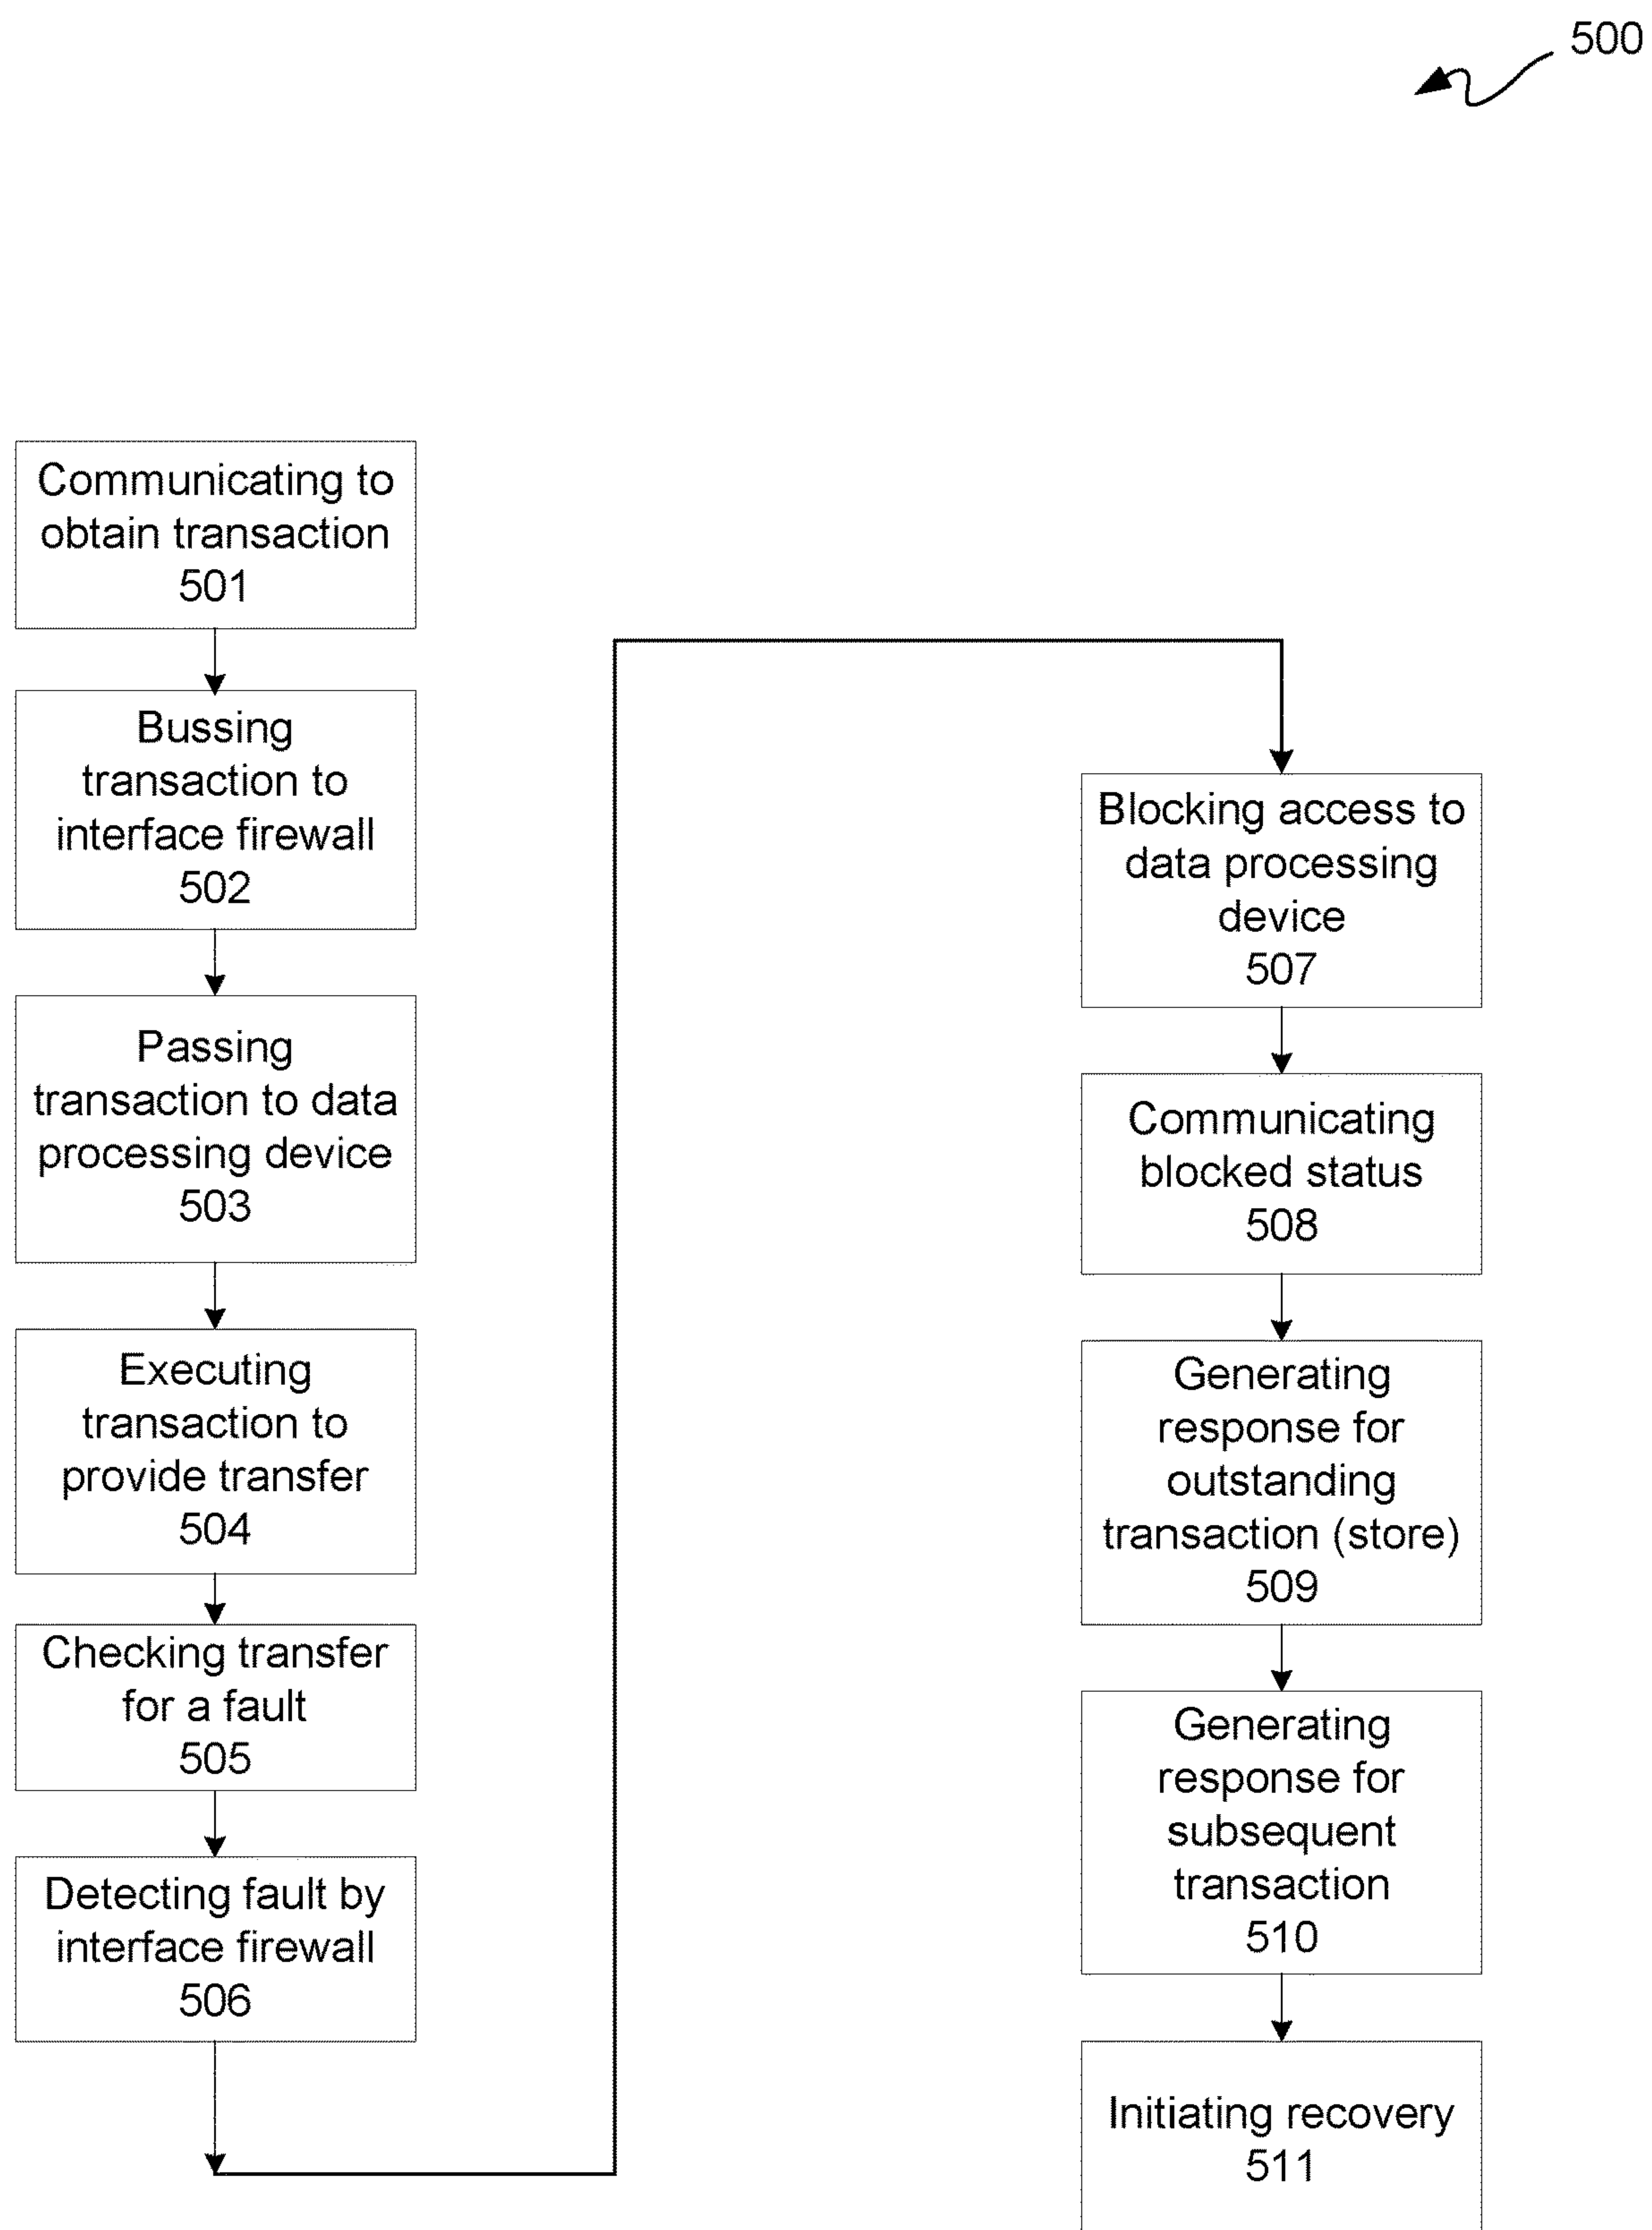 500
Communicating to
obtain transaction
501
Bussing
transaction to
interface firewall
502
Passing
transaction to data
processing device
503
Executing
transaction to
provide transfer
504
Checking transfer
for a fault
505
Detecting fault by
interface firewall
506
Blocking access to
data processing
device
507
Communicating
blocked status
508
Generating
response for
outstanding
transaction (store)
509
Generating
response for
subsequent
transaction
510
Initiating recovery
511